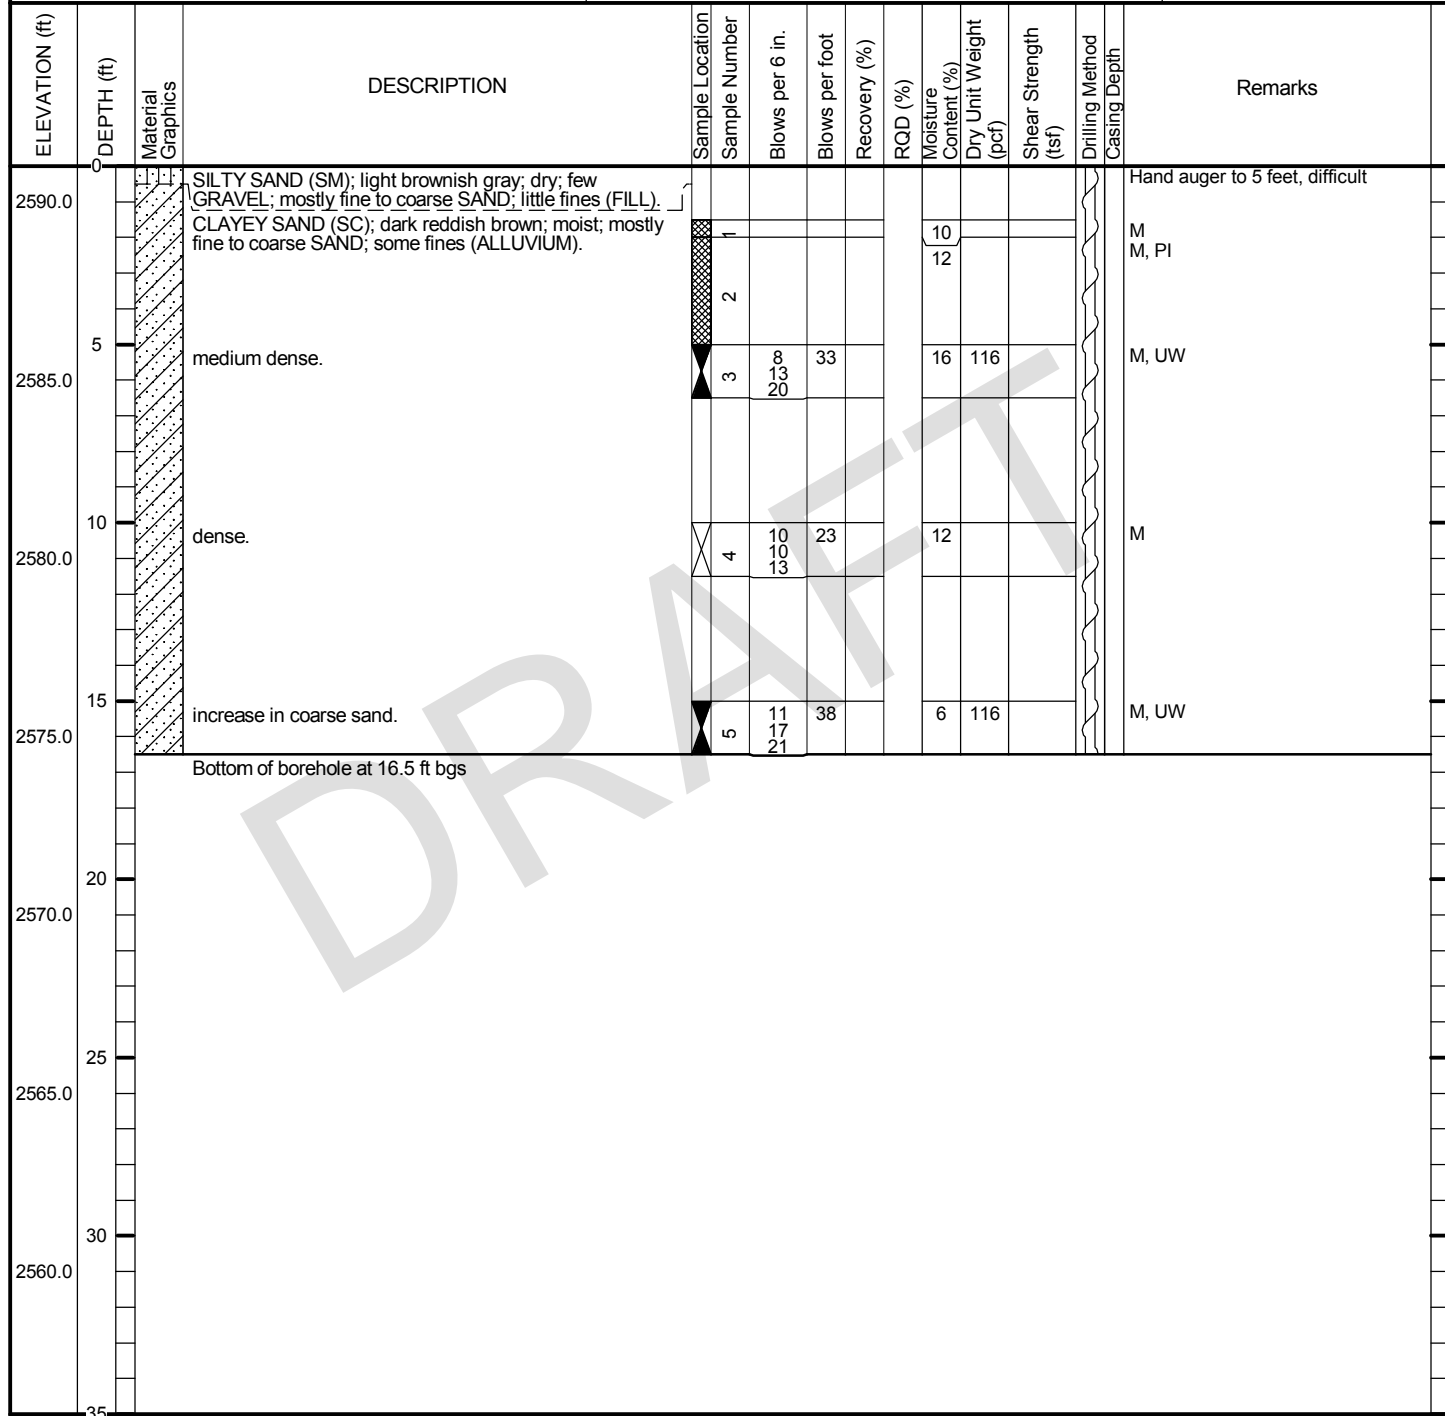 ELEVATION (ft)
DEPTH (ft)
Material
Graphics
DESCRIPTION
Sample Location
Sample Number
Blows per 6 in.
Blows per foot
Recovery (%)
RQD (%)
Moisture
Content (%)
Dry Unit Weight
(pcf)
Shear Strength
(tsf)
Drilling Method
Casing Depth
Remarks
0
SILTY SAND (SM); light brownish gray; dry; few
GRAVEL; mostly fine to coarse SAND; little fines (FILL).
Hand auger to 5 feet, difficult
2590.0
CLAYEY SAND (SC); dark reddish brown; moist; mostly
fine to coarse SAND; some fines (ALLUVIUM).
1
10
M
12
M, PI
2
5
medium dense.
3
8
13
20
33
16
116
M, UW
2585.0
10
dense.
4
10
10
13
23
12
M
2580.0
15
increase in coarse sand.
5
11
17
21
38
6
116
M, UW
2575.0
Bottom of borehole at 16.5 ft bgs
20
2570.0
25
2565.0
30
2560.0
35
DRAFT